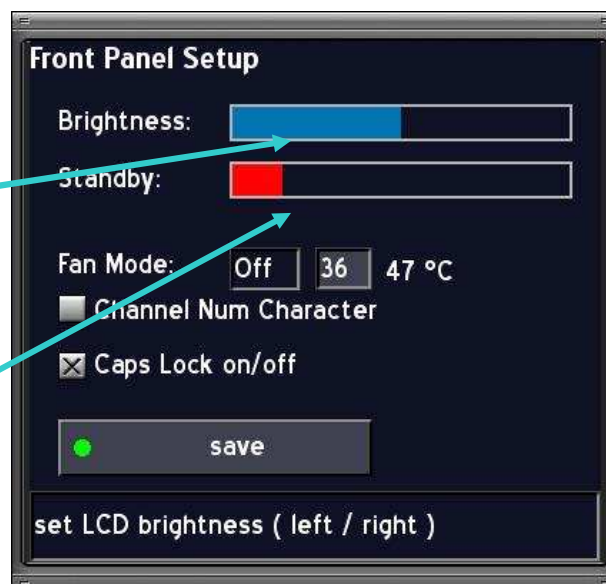 Front Panel Setup
Brightness:
Standby:
Fan Mode: Off 36 47 °C
Channel Num Character
Caps Lock on/off
save
set LCD brightness ( left / right )